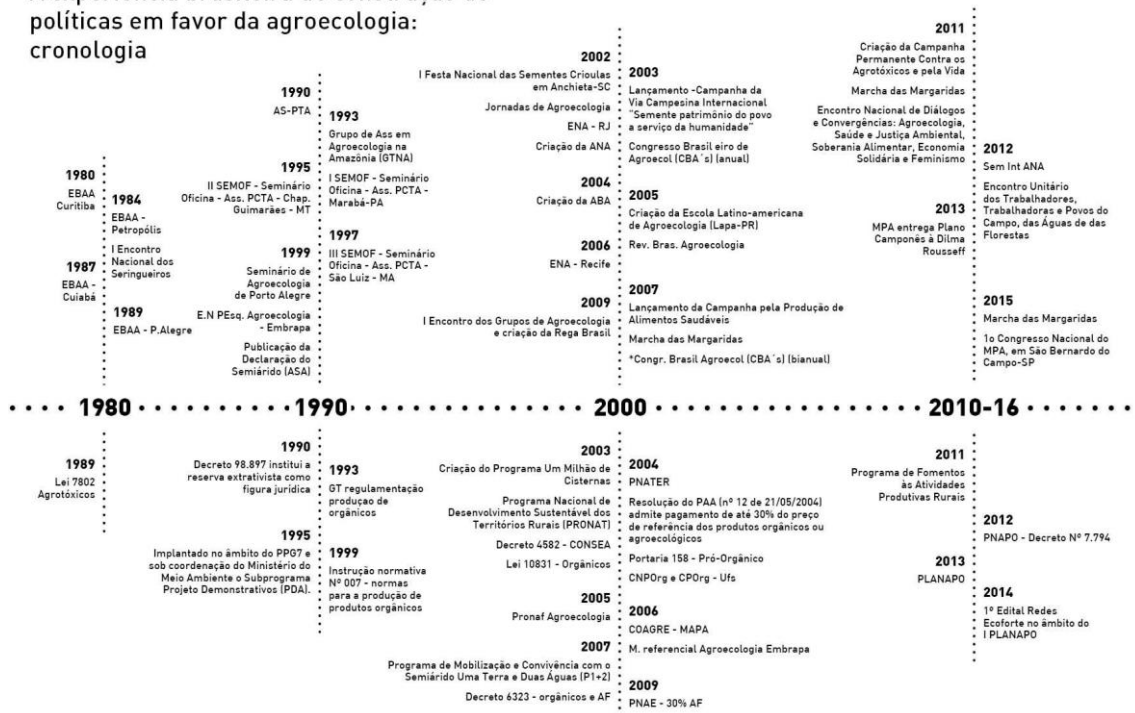 políticas em favor da agroecologia:
cronologia
1980
EBAA
Curitiba
1987
EBAA -
Cuiabá
1984
EBAA -
Petrópolis
I Encontro
Nacional dos
Seringueiros
1989
EBAA - P.Alegre
1990
AS-PTA
1995
II SEMOF - Seminário
Oficina - Ass. PCTA - Chap.
Guimarães - MT
1999
Seminário de
Agroecologia
de Porto Alegre
E.N PEsq. Agroecologia
- Embrapa
Publicação da
Declaração do
Semiárido (ASA)
1993
Grupo de Ass em
Agroecologia na
Amazônia (GTNA)
I SEMOF - Seminário
Oficina - Ass. PCTA -
Marabá-PA
1997
III SEMOF - Seminário
Oficina - Ass. PCTA -
São Luiz - MA
2002
I Festa Nacional das Sementes Crioulas
em Anchieta-SC
Jornadas de Agroecologia
ENA - RJ
Criação da ANA
2004
Criação da ABA
2006
ENA - Recife
2009
I Encontro dos Grupos de Agroecologia
e criação da Rega Brasil
2003
Lançamento -Campanha da
Via Campesina Internacional
"Semente patrimônio do povo
a serviço da humanidade"
Congresso Brasil eiro de
Agroecol (CBA´s) (anual)
2005
Criação da Escola Latino-americana
de Agroecologia (Lapa-PR)
Rev. Bras. Agroecologia
2007
Lançamento da Campanha pela Produção de
Alimentos Saudáveis
Marcha das Margaridas
*Congr. Brasil Agroecol (CBA´s) (bianual)
2011
Criação da Campanha
Permanente Contra os
Agrotóxicos e pela Vida
Marcha das Margaridas
Encontro Nacional de Diálogos
e Convergências: Agroecologia,
Saúde e Justiça Ambiental,
Soberania Alimentar, Economia
Solidária e Feminismo
2013
MPA entrega Plano
Camponês à Dilma
Rousseff
2012
Sem Int ANA
Encontro Unitário
dos Trabalhadores,
Trabalhadoras e Povos do
Campo, das Águas de das
Florestas
2015
Marcha das Margaridas
1o Congresso Nacional do
MPA, em São Bernardo do
Campo-SP
1980 1990 2000 2010-16
1989
Lei 7802
Agrotóxicos
1990
Decreto 98.897 institui a
reserva extrativista como
figura jurídica
1995
Implantado no âmbito do PPG7 e
sob coordenação do Ministério do
Meio Ambiente o Subprograma
Projeto Demonstrativos (PDA).
1993
GT regulamentação
produçao de
orgânicos
1999
Instrução normativa
Nº 007 - normas
para a produção de
produtos orgânicos
2003
Criação do Programa Um Milhão de
Cisternas
Programa Nacional de
Desenvolvimento Sustentável dos
Territórios Rurais (PRONAT)
Decreto 4582 - CONSEA
Lei 10831 - Orgânicos
2005
Pronaf Agroecologia
2007
Programa de Mobilização e Convivência com o
Semiárido Uma Terra e Duas Águas (P1+2)
Decreto 6323 - orgânicos e AF
2004
PNATER
Resolução do PAA (nº 12 de 21/05/2004)
admite pagamento de até 30% do preço
de referência dos produtos orgânicos ou
agroecológicos
Portaria 158 - Pró-Orgânico
CNPOrg e CPOrg - Ufs
2006
COAGRE - MAPA
M. referencial Agroecologia Embrapa
2009
PNAE - 30% AF
2011
Programa de Fomentos
às Atividades
Produtivas Rurais
2013
PLANAPO
2012
PNAPO - Decreto Nº 7.794
2014
1º Edital Redes
Ecoforte no âmbito do
I PLANAPO